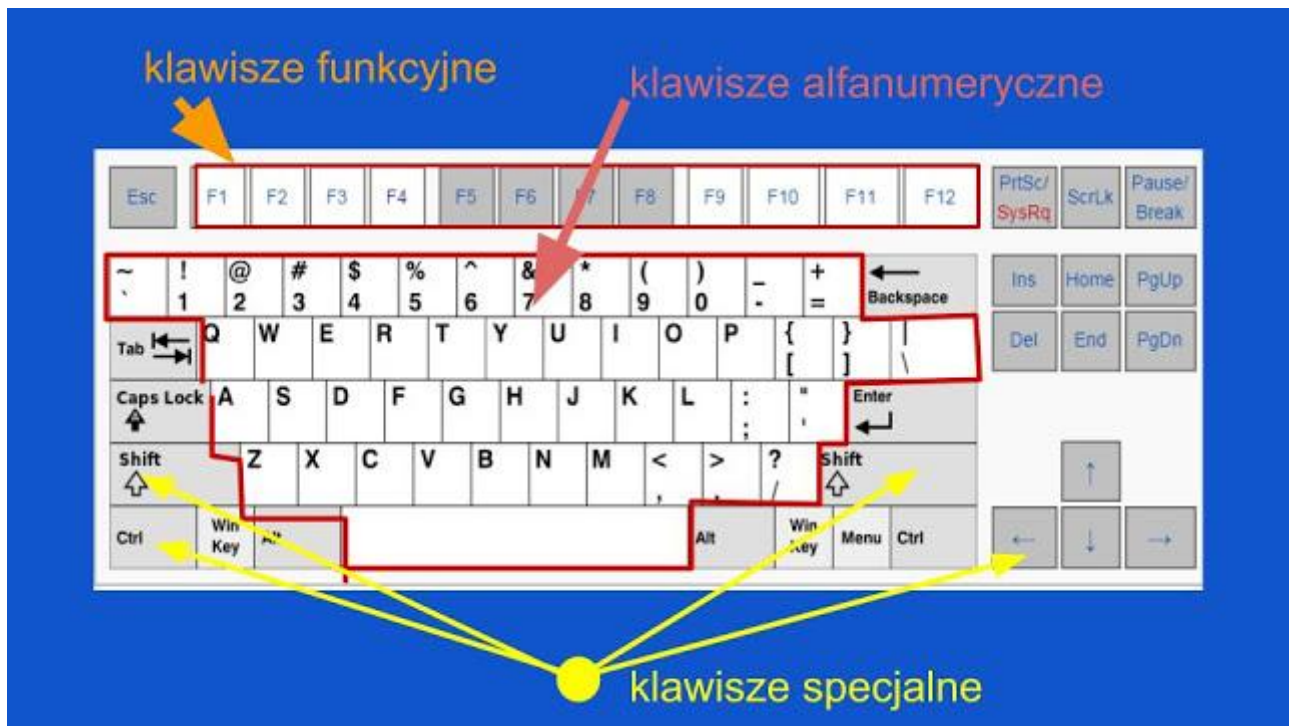 klawisze funkcyjne
klawisze alfanumeryczne
Esc F1 F2 F3 F4 F5 F6 F7 F8 F9 F10 F11 F12 PrtSc/ SysRq ScrLk Pause/ Break
~ ! @ # $ % ^ & * ( ) _ +
` 1 2 3 4 5 6 7 8 9 0 - = Backspace Ins Home PgUp
Tab Q W E R T Y U I O P { } |
[ ] \ Del End PgDn
Caps Lock A S D F G H J K L : " Enter
; '
Shift Z X C V B N M < > ? Shift ↑
, . /
Ctrl Win Key Alt Alt Win Key Menu Ctrl ← ↓ →
klawisze specjalne